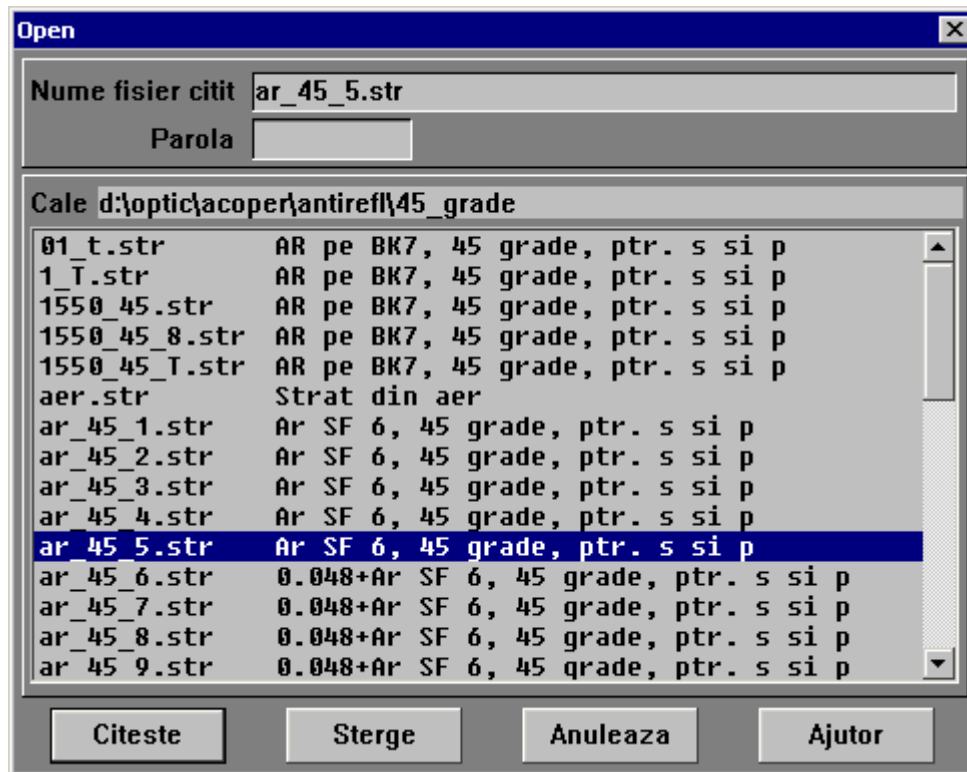 Open
Nume fisier citit ar_45_5.str
Parola
Cale d:\optic\acoper\antirefl\45_grade
01_t.str AR pe BK7, 45 grade, ptr. s si p
1_T.str AR pe BK7, 45 grade, ptr. s si p
1550_45.str AR pe BK7, 45 grade, ptr. s si p
1550_45_8.str AR pe BK7, 45 grade, ptr. s si p
1550_45_T.str AR pe BK7, 45 grade, ptr. s si p
aer.str Strat din aer
ar_45_1.str Ar SF 6, 45 grade, ptr. s si p
ar_45_2.str Ar SF 6, 45 grade, ptr. s si p
ar_45_3.str Ar SF 6, 45 grade, ptr. s si p
ar_45_4.str Ar SF 6, 45 grade, ptr. s si p
ar_45_5.str Ar SF 6, 45 grade, ptr. s si p
ar_45_6.str 0.048+Ar SF 6, 45 grade, ptr. s si p
ar_45_7.str 0.048+Ar SF 6, 45 grade, ptr. s si p
ar_45_8.str 0.048+Ar SF 6, 45 grade, ptr. s si p
ar_45_9.str 0.048+Ar SF 6, 45 grade, ptr. s si p
Citeste Sterge Anuleaza Ajutor